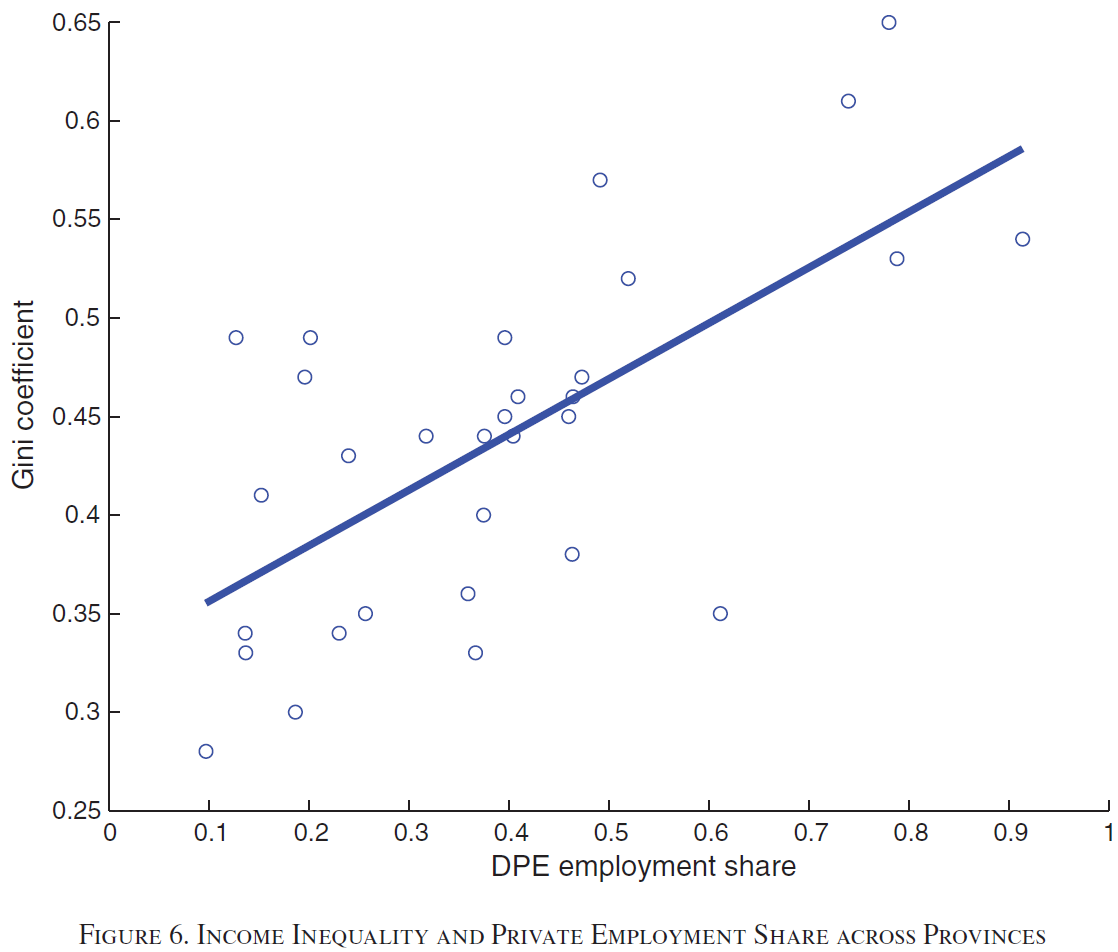 0.65
0.6
0.55
0.5
0.45
0.4
0.35
0.3
0.25
Gini coefficient
0 0.1 0.2 0.3 0.4 0.5 0.6 0.7 0.8 0.9 1
DPE employment share
Figure 6. Income Inequality and Private Employment Share across Provinces